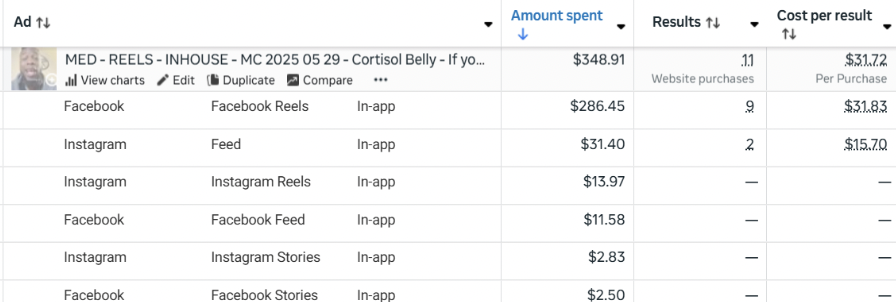 Ad Amount spent Results Cost per result
MED - REELS - INHOUSE - MC 2025 05 29 - Cortisol Belly - If yo... $348.91 11 $31.72
View charts Edit Duplicate Compare ... Website purchases Per Purchase
Facebook Facebook Reels In-app $286.45 9 $31.83
Instagram Feed In-app $31.40 2 $15.70
Instagram Instagram Reels In-app $13.97 — —
Facebook Facebook Feed In-app $11.58 — —
Instagram Instagram Stories In-app $2.83 — —
Facebook Facebook Stories In-app $2.50 — —